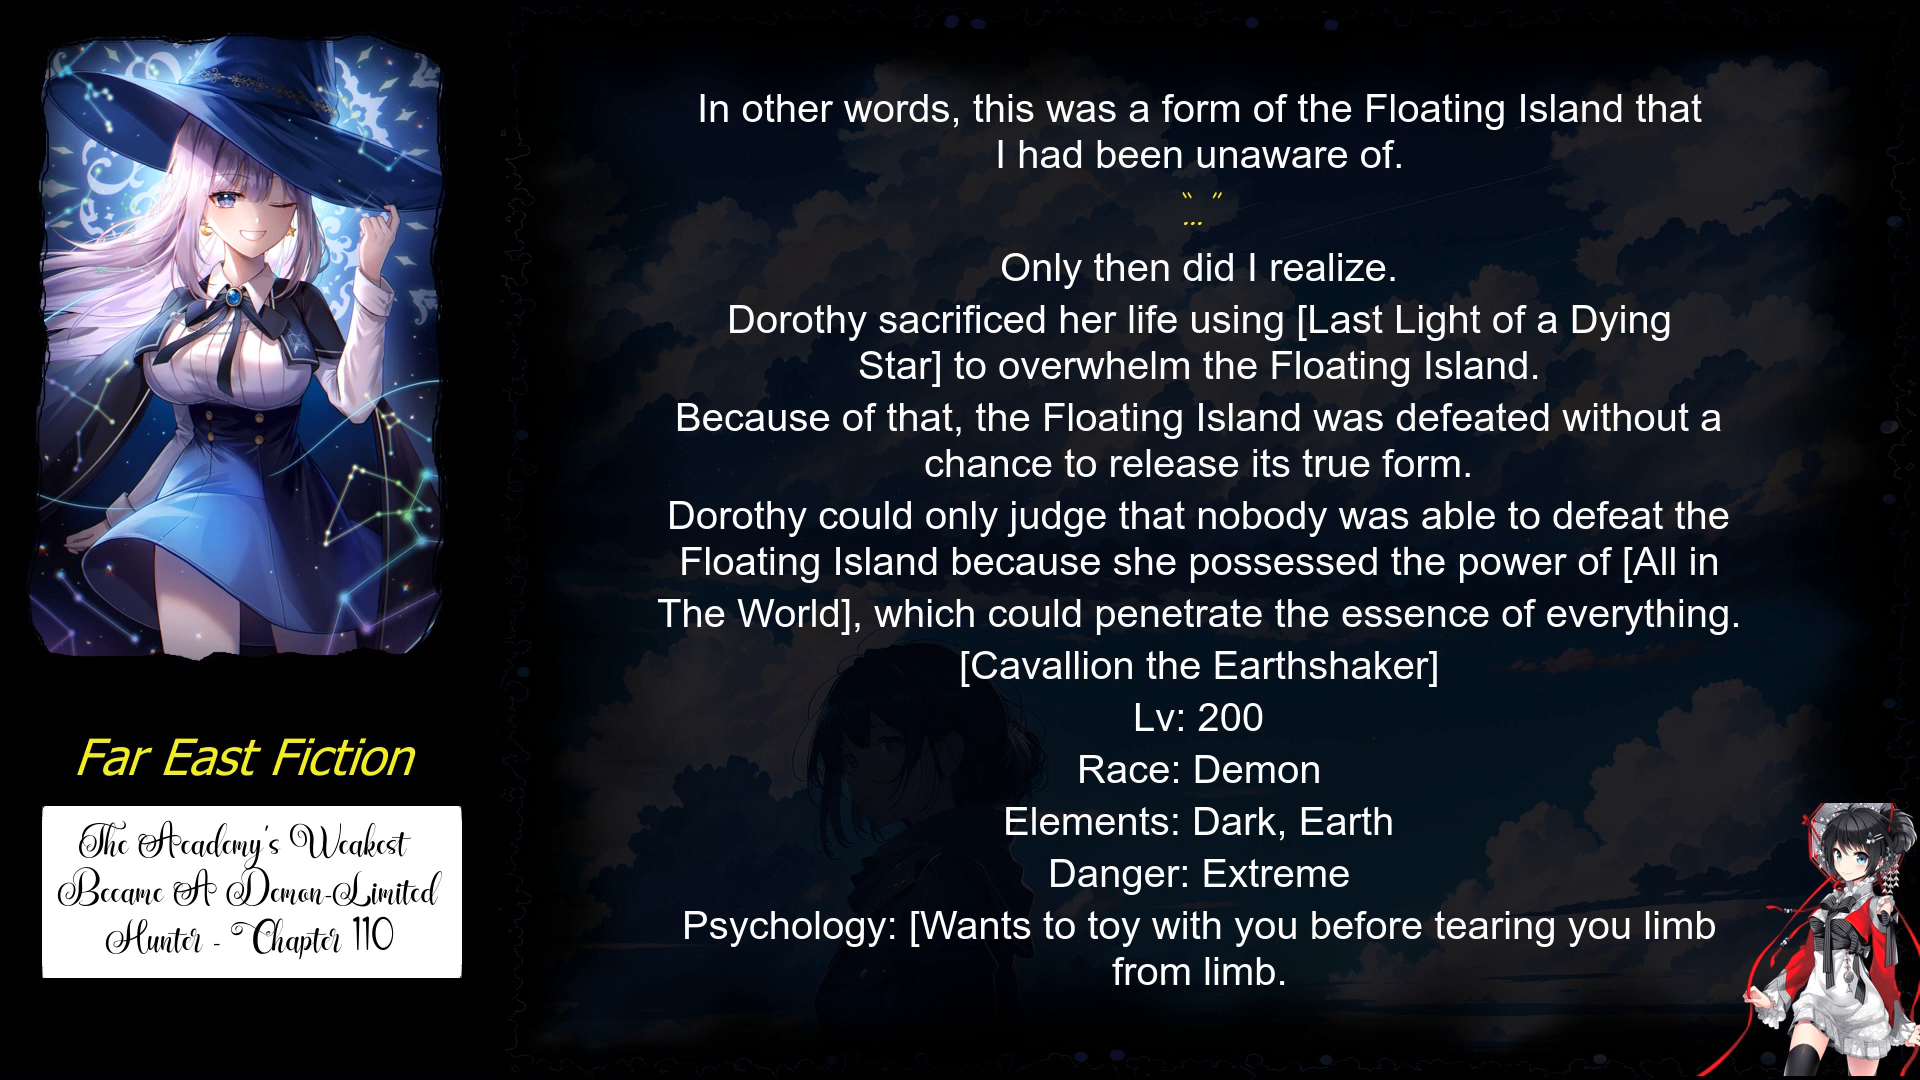 In other words, this was a form of the Floating Island that
I had been unaware of.
“ ”
...
Only then did I realize.
Dorothy sacrificed her life using [Last Light of a Dying
Star] to overwhelm the Floating Island.
Because of that, the Floating Island was defeated without a
chance to release its true form.
Dorothy could only judge that nobody was able to defeat the
Floating Island because she possessed the power of [All in
The World], which could penetrate the essence of everything.
[Cavallion the Earthshaker]
Lv: 200
Race: Demon
Elements: Dark, Earth
Danger: Extreme
Psychology: [Wants to toy with you before tearing you limb
from limb.
Far East Fiction
The Academy's Weakest
Became A Demon-Limited
Hunter - Chapter 110